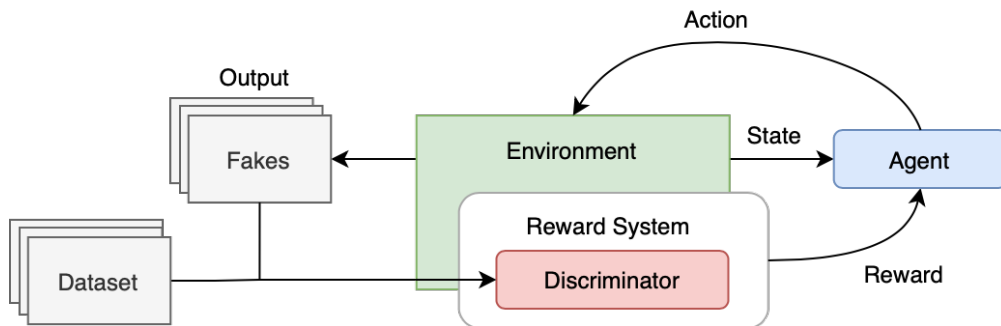 Action
Output
Fakes
Environment
State
Agent
Reward System
Dataset
Discriminator
Reward